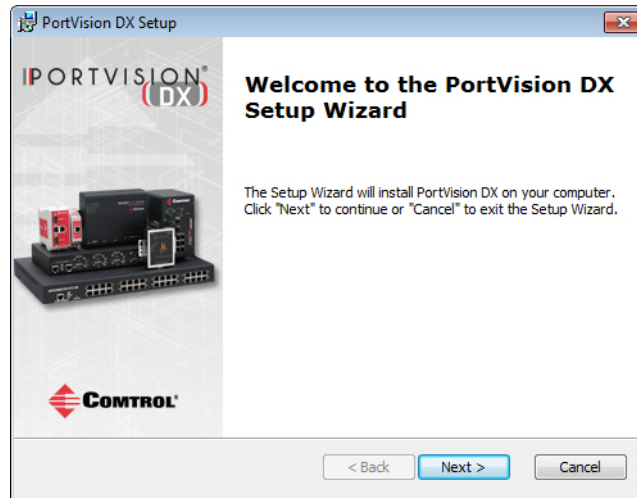 PortVision DX Setup
PORTVISION®
(DX)
Welcome to the PortVision DX
Setup Wizard
The Setup Wizard will install PortVision DX on your computer.
Click "Next" to continue or "Cancel" to exit the Setup Wizard.
COMTROL®
< Back
Next >
Cancel